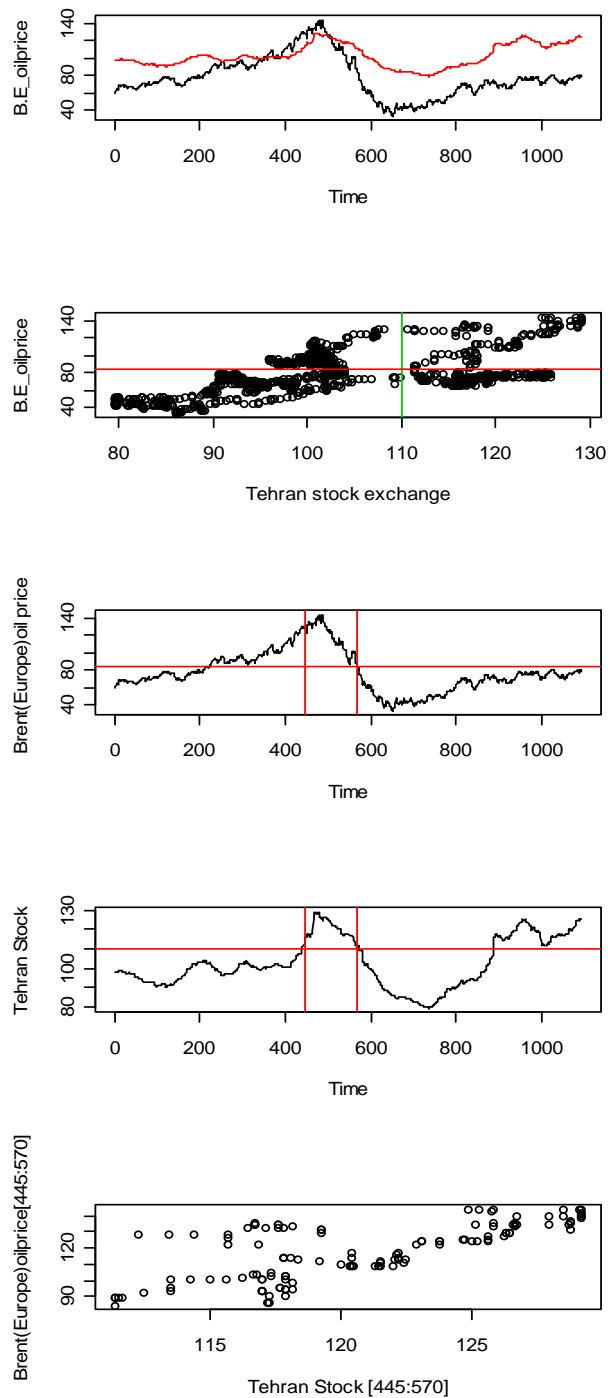 B.E_oilprice
40 80 140
0 200 400 600 800 1000
Time
B.E_oilprice
40 80 140
80 90 100 110 120 130
Tehran stock exchange
Brent(Europe)oil price
40 80 140
0 200 400 600 800 1000
Time
Tehran Stock
80 100 130
0 200 400 600 800 1000
Time
Brent(Europe)oilprice[445:570]
90 120
115 120 125
Tehran Stock [445:570]